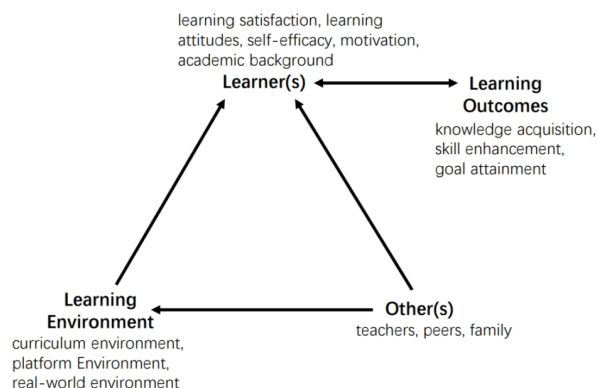 learning satisfaction, learning
attitudes, self-efficacy, motivation,
academic background
Learner(s)
Learning
Outcomes
knowledge acquisition,
skill enhancement,
goal attainment
Learning
Environment
curriculum environment,
platform Environment,
real-world environment
Other(s)
teachers, peers, family